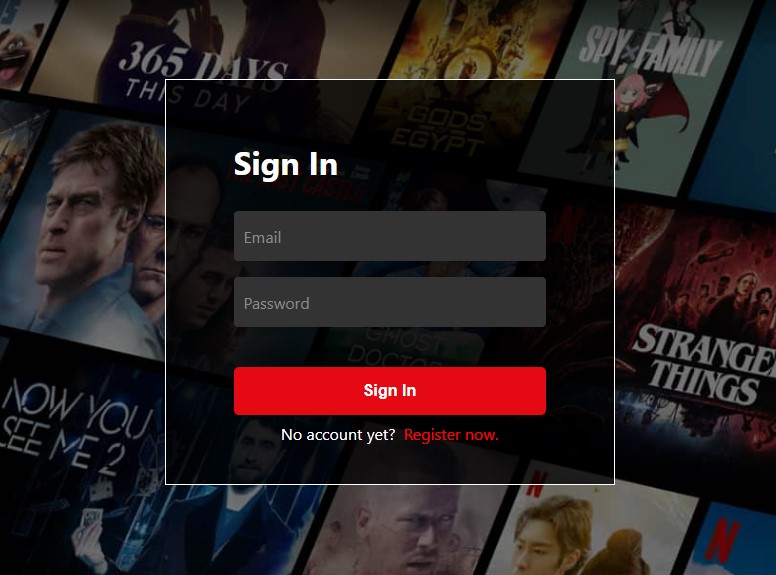 365 DAYS
THIS DAY
GODS
OF
EGYPT
SPY×FAMILY
Sign In
Email
Password
GHOST
DOCTOR
STRANGER
THINGS
Sign In
No account yet? Register now.
NOW YOU
SEE ME 2
N
N